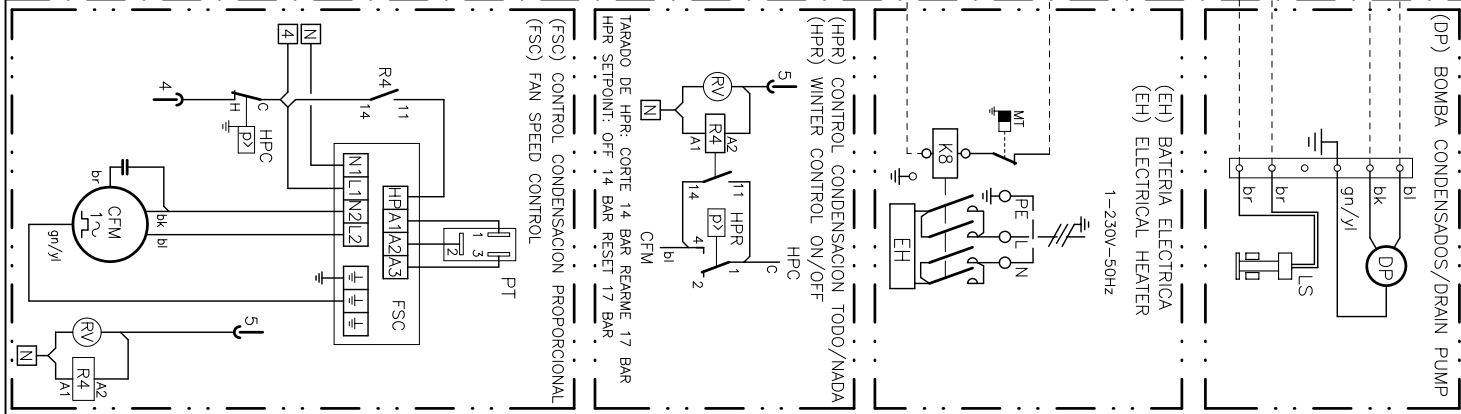 (DP) BOMBA CONDENSADOS/DRAIN PUMP
bl
bk
gn/yl
br
br
DP
LS
(EH) BATERIA ELECTRICA
(EH) ELECTRICAL HEATER
1-230V-50Hz
MT
K8
PE
L
N
EH
(HPR) CONTROL CONDENSACION TODO/NADA
(HPR) WINTER CONTROL ON/OFF
5
RV
R4
A1
A2
N
11
14
HPR
P>
4
1
2
C
HPC
bl
CFM
TARADO DE HPR: CORTE 14 BAR REARME 17 BAR
HPR SETPOINT: OFF 14 BAR RESET 17 BAR
(FSC) CONTROL CONDENSACION PROPORCIONAL
(FSC) FAN SPEED CONTROL
N
4
4
R4
11
14
C
H
HPC
P>
N1
L1
N2
L2
HP
A1
A2
A3
1
3
2
PT
FSC
br
bk
bl
CFM
1~
gn/yl
5
RV
R4
A1
A2
N